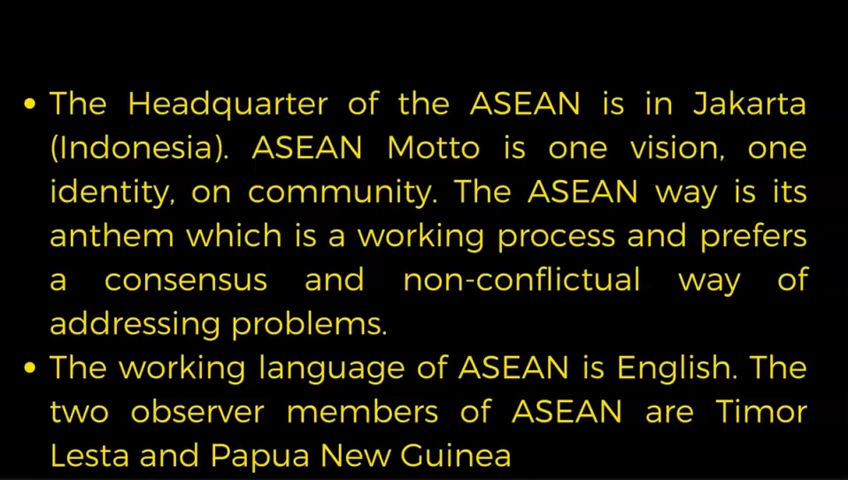 • The Headquarter of the ASEAN is in Jakarta
(Indonesia). ASEAN Motto is one vision, one
identity, on community. The ASEAN way is its
anthem which is a working process and prefers
a consensus and non-conflictual way of
addressing problems.
• The working language of ASEAN is English. The
two observer members of ASEAN are Timor
Lesta and Papua New Guinea